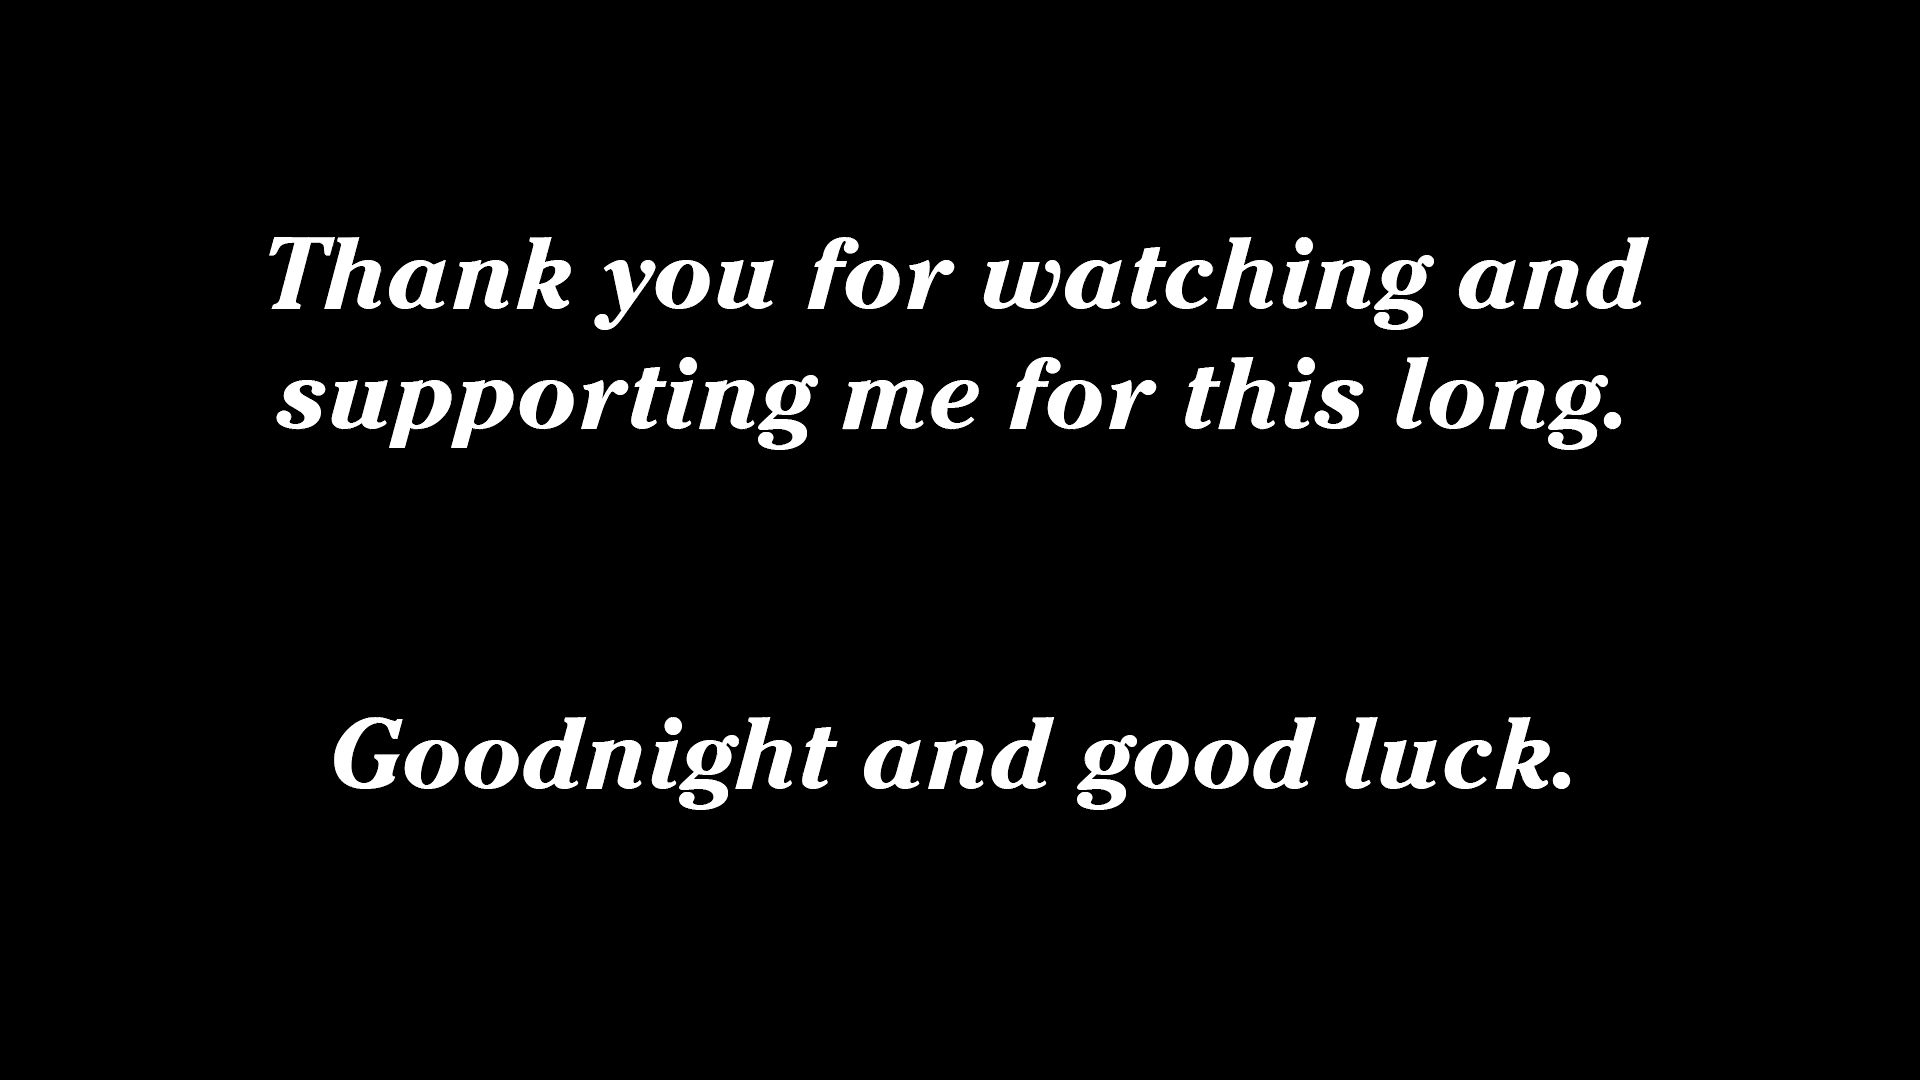 Thank you for watching and
supporting me for this long.
Goodnight and good luck.